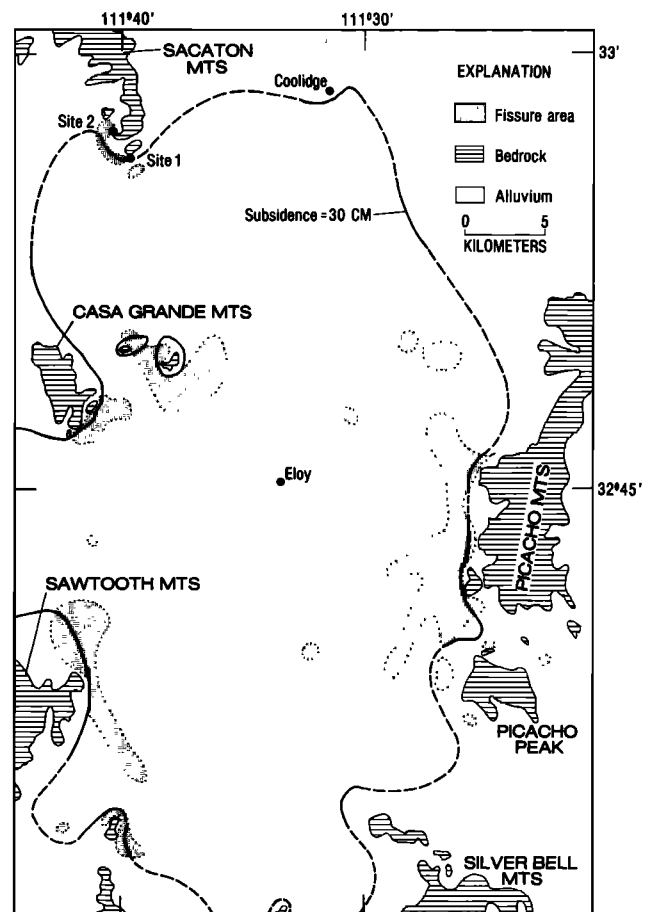 111°40'
111°30'
SACATON
MTS
33'
Coolidge
EXPLANATION
Fissure area
Bedrock
Alluvium
0 5
KILOMETERS
Site 2
Site 1
Subsidence = 30 CM
CASA GRANDE MTS
Eloy
PICACHO MTS
32°45'
SAWTOOTH MTS
PICACHO
PEAK
SILVER BELL
MTS